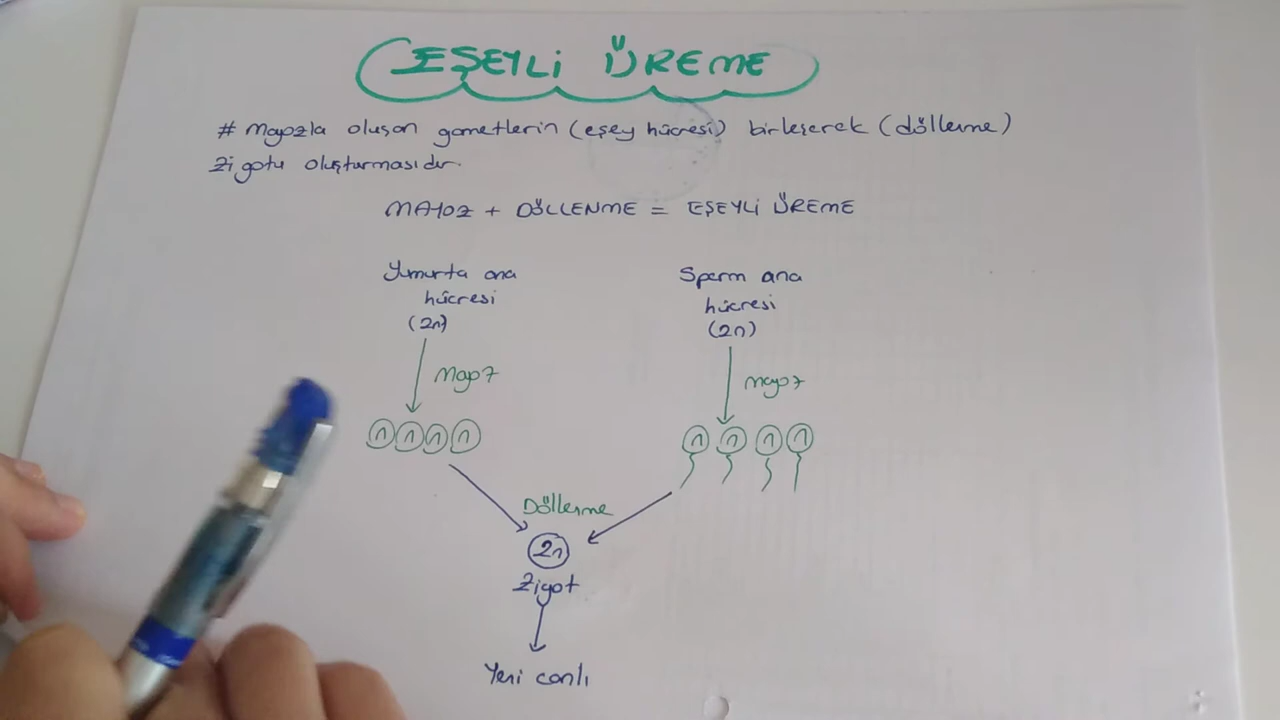 EŞEYLİ ÜREME
# Mayozla oluşan gametlerin (eşey hücresi) birleşerek (döllenme)
Zigotu oluşturmasıdır.
MAYOZ + DÖLLENME = EŞEYLİ ÜREME
Yumurta ana
hücresi
(2n)
Mayoz
n n n n
Sperm ana
hücresi
(2n)
Mayoz
n n n n
Döllenme
2n
Zigot
Yeni canlı